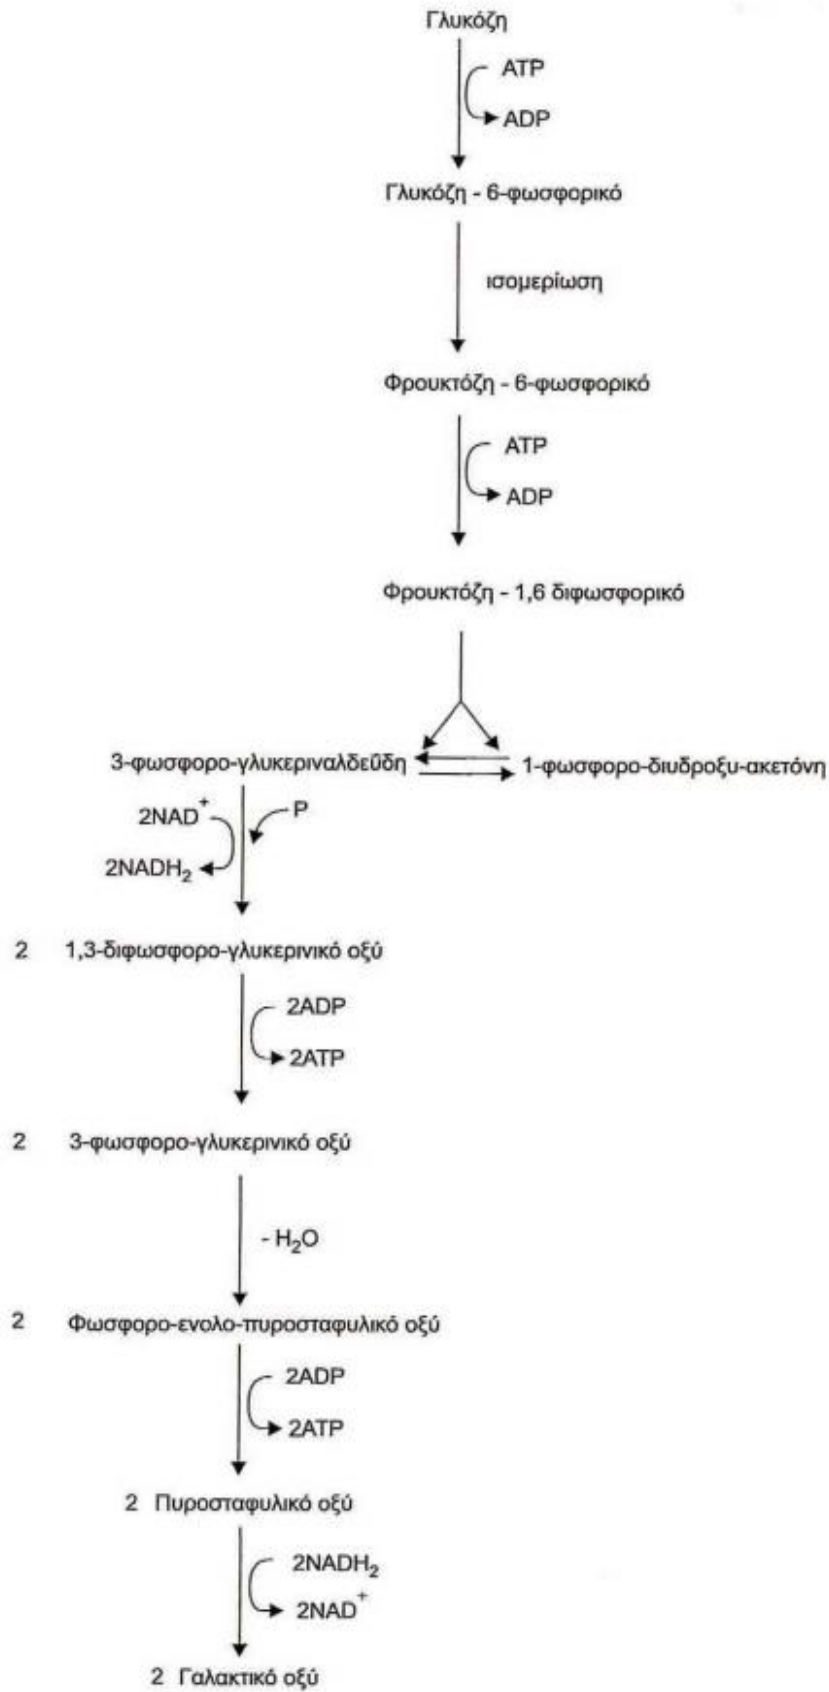 Γλυκόζη
ATP
ADP
Γλυκόζη - 6-φωσφορικό
ισομερίωση
Φρουκτόζη - 6-φωσφορικό
ATP
ADP
Φρουκτόζη - 1,6 διφωσφορικό
3-φωσφορο-γλυκεριναλδεΰδη 1-φωσφορο-διυδροξυ-ακετόνη
2NAD⁺ P
2NADH₂
2 1,3-διφωσφορο-γλυκερινικό οξύ
2ADP
2ATP
2 3-φωσφορο-γλυκερινικό οξύ
- H₂O
2 Φωσφορο-ενολο-πυροσταφυλικό οξύ
2ADP
2ATP
2 Πυροσταφυλικό οξύ
2NADH₂
2NAD⁺
2 Γαλακτικό οξύ